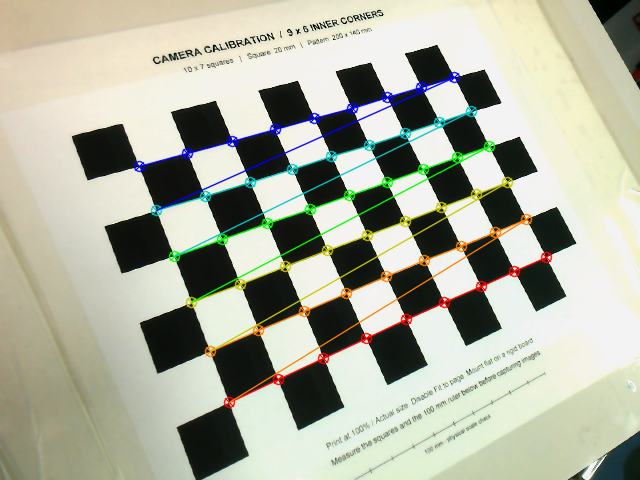 CAMERA CALIBRATION / 9 x 6 INNER CORNERS
10 x 7 squares | Square 20 mm | Pattern 200 x 140 mm
Print at 100% / Actual size. Disable Fit to page. Mount flat on a rigid board
Measure the squares and the 100 mm ruler below before capturing images
100 mm - physical scale check